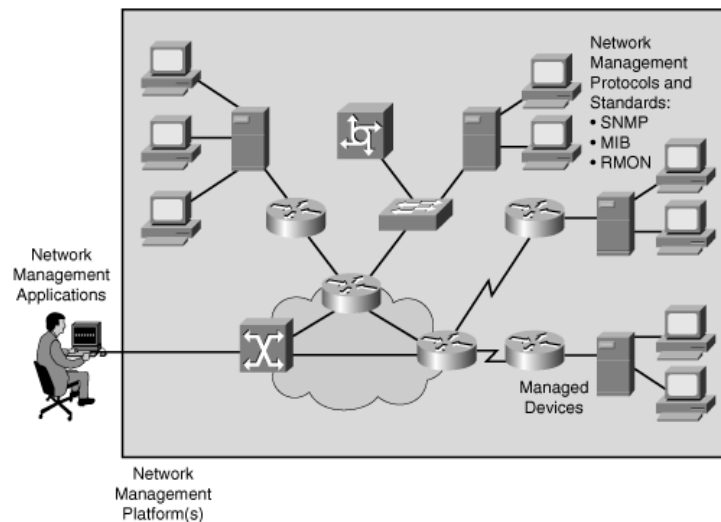 Network
Management
Protocols and
Standards:
• SNMP
• MIB
• RMON
Network
Management
Applications
Managed
Devices
Network
Management
Platform(s)